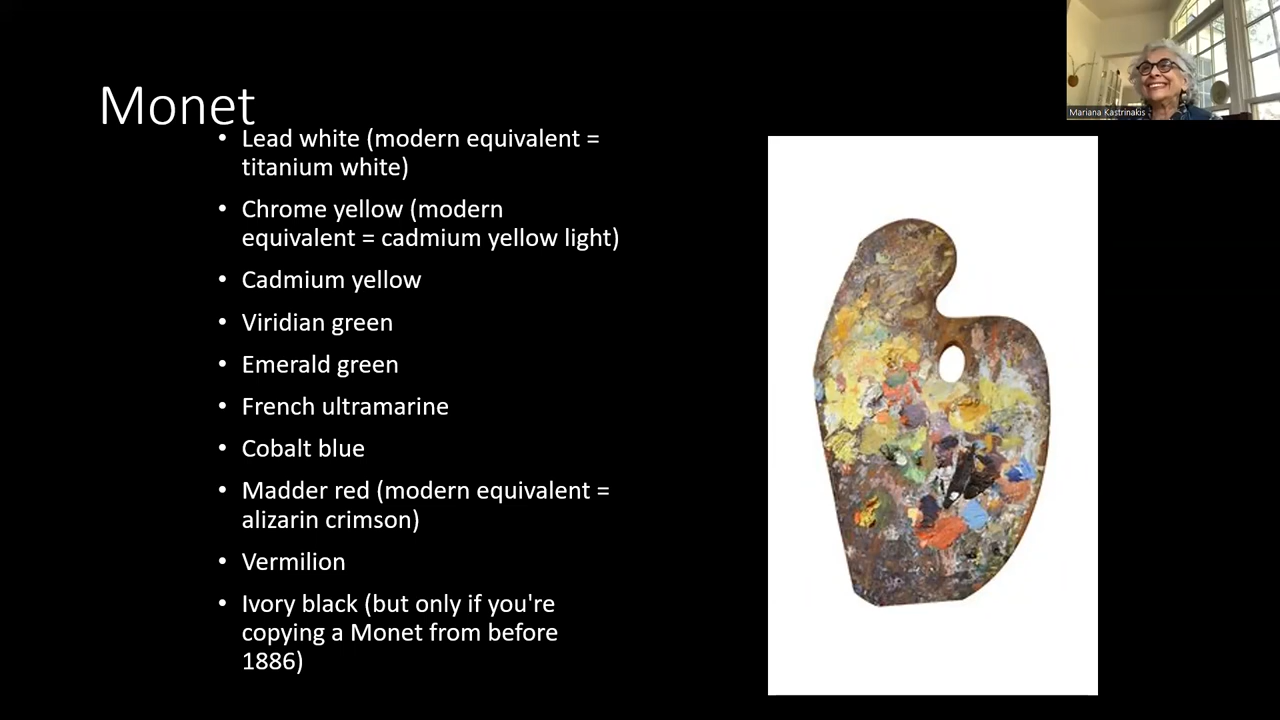 Monet
• Lead white (modern equivalent =
titanium white)
• Chrome yellow (modern
equivalent = cadmium yellow light)
• Cadmium yellow
• Viridian green
• Emerald green
• French ultramarine
• Cobalt blue
• Madder red (modern equivalent =
alizarin crimson)
• Vermilion
• Ivory black (but only if you're
copying a Monet from before
1886)
Mariana Kastrinakis